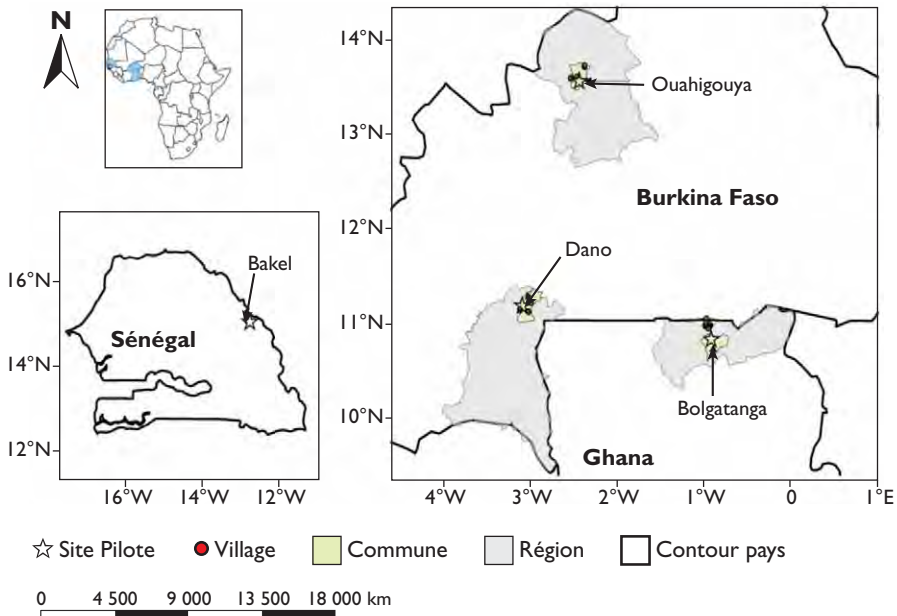 N
14°N
13°N
12°N
11°N
10°N
Ouahigouya
Burkina Faso
Dano
Bolgatanga
Ghana
4°W 3°W 2°W 1°W 0 1°E
16°N
14°N
12°N
Bakel
Sénégal
16°W 14°W 12°W
Site Pilote Village Commune Région Contour pays
0 4 500 9 000 13 500 18 000 km